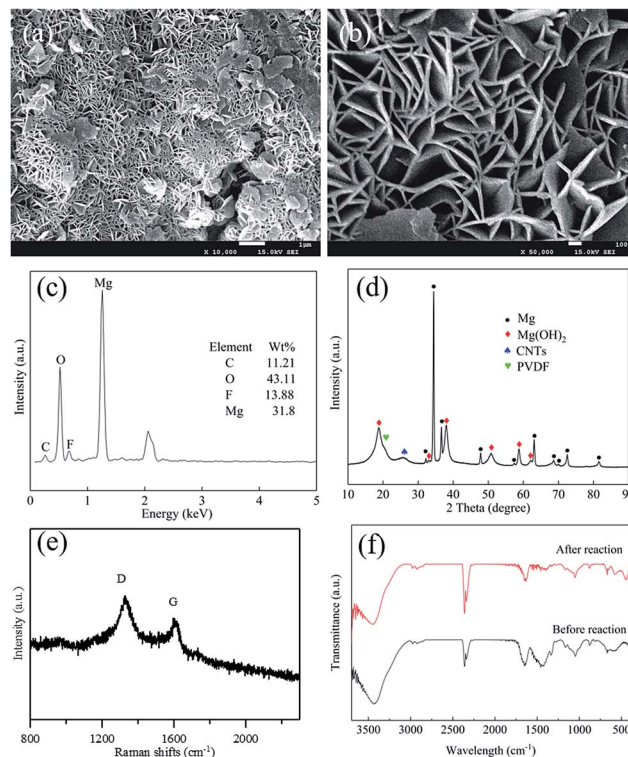 (a)
(b)
X 10,000 15.0kV SEI 1µm
X 50,000 15.0kV SEI 100
(c)
Mg
O
F
C
Element Wt%
C 11.21
O 43.11
F 13.88
Mg 31.8
Intensity (a.u.)
0 1 2 3 4 5
Energy (keV)
(d)
Mg
Mg(OH)₂
CNTs
PVDF
Intensity (a.u.)
10 20 30 40 50 60 70 80 90
2 Theta (degree)
(e)
D
G
Intensity (a.u.)
800 1200 1600 2000
Raman shifts (cm⁻¹)
(f)
After reaction
Before reaction
Transmittance (a.u.)
3500 3000 2500 2000 1500 1000 500
Wavelength (cm⁻¹)